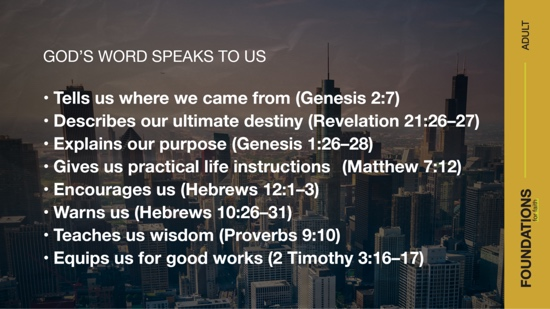 GOD'S WORD SPEAKS TO US
• Tells us where we came from (Genesis 2:7)
• Describes our ultimate destiny (Revelation 21:26–27)
• Explains our purpose (Genesis 1:26–28)
• Gives us practical life instructions (Matthew 7:12)
• Encourages us (Hebrews 12:1–3)
• Warns us (Hebrews 10:26–31)
• Teaches us wisdom (Proverbs 9:10)
• Equips us for good works (2 Timothy 3:16–17)
ADULT
FOUNDATIONS
for faith